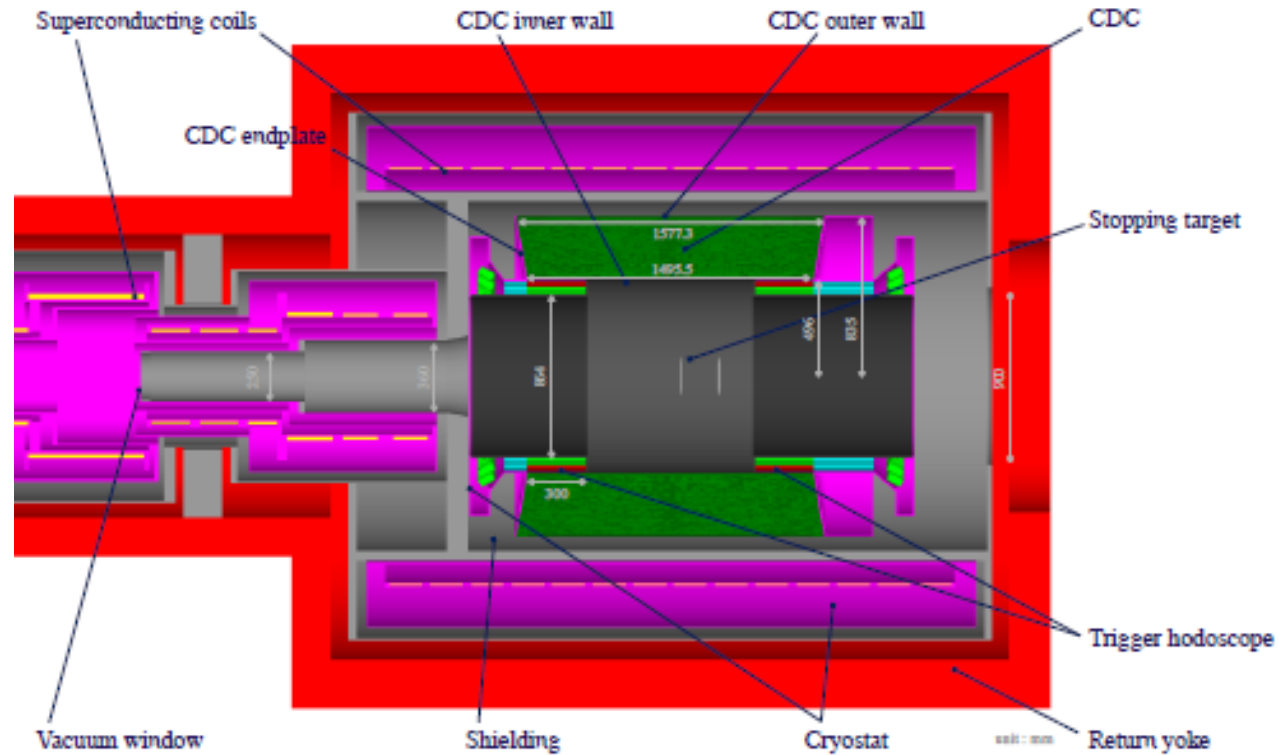 Superconducting coils
CDC inner wall
CDC outer wall
CDC
CDC endplate
Stopping target
1577.3
1495.5
496
835
864
250
360
900
300
Trigger hodoscope
Vacuum window
Shielding
Cryostat
unit : mm
Return yoke